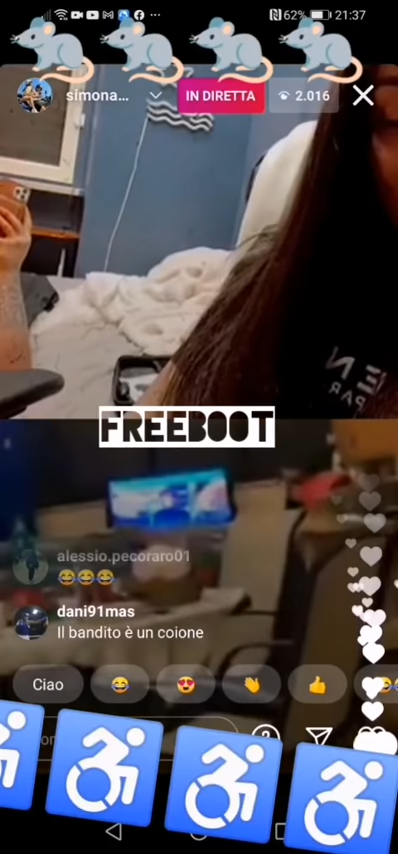 62% 21:37
simona... IN DIRETTA 2.016
FREEBOOT
alessio.pecoraro01
😂😂😂
dani91mas
Il bandito è un coione
Ciao 😂 😍 👏 👍